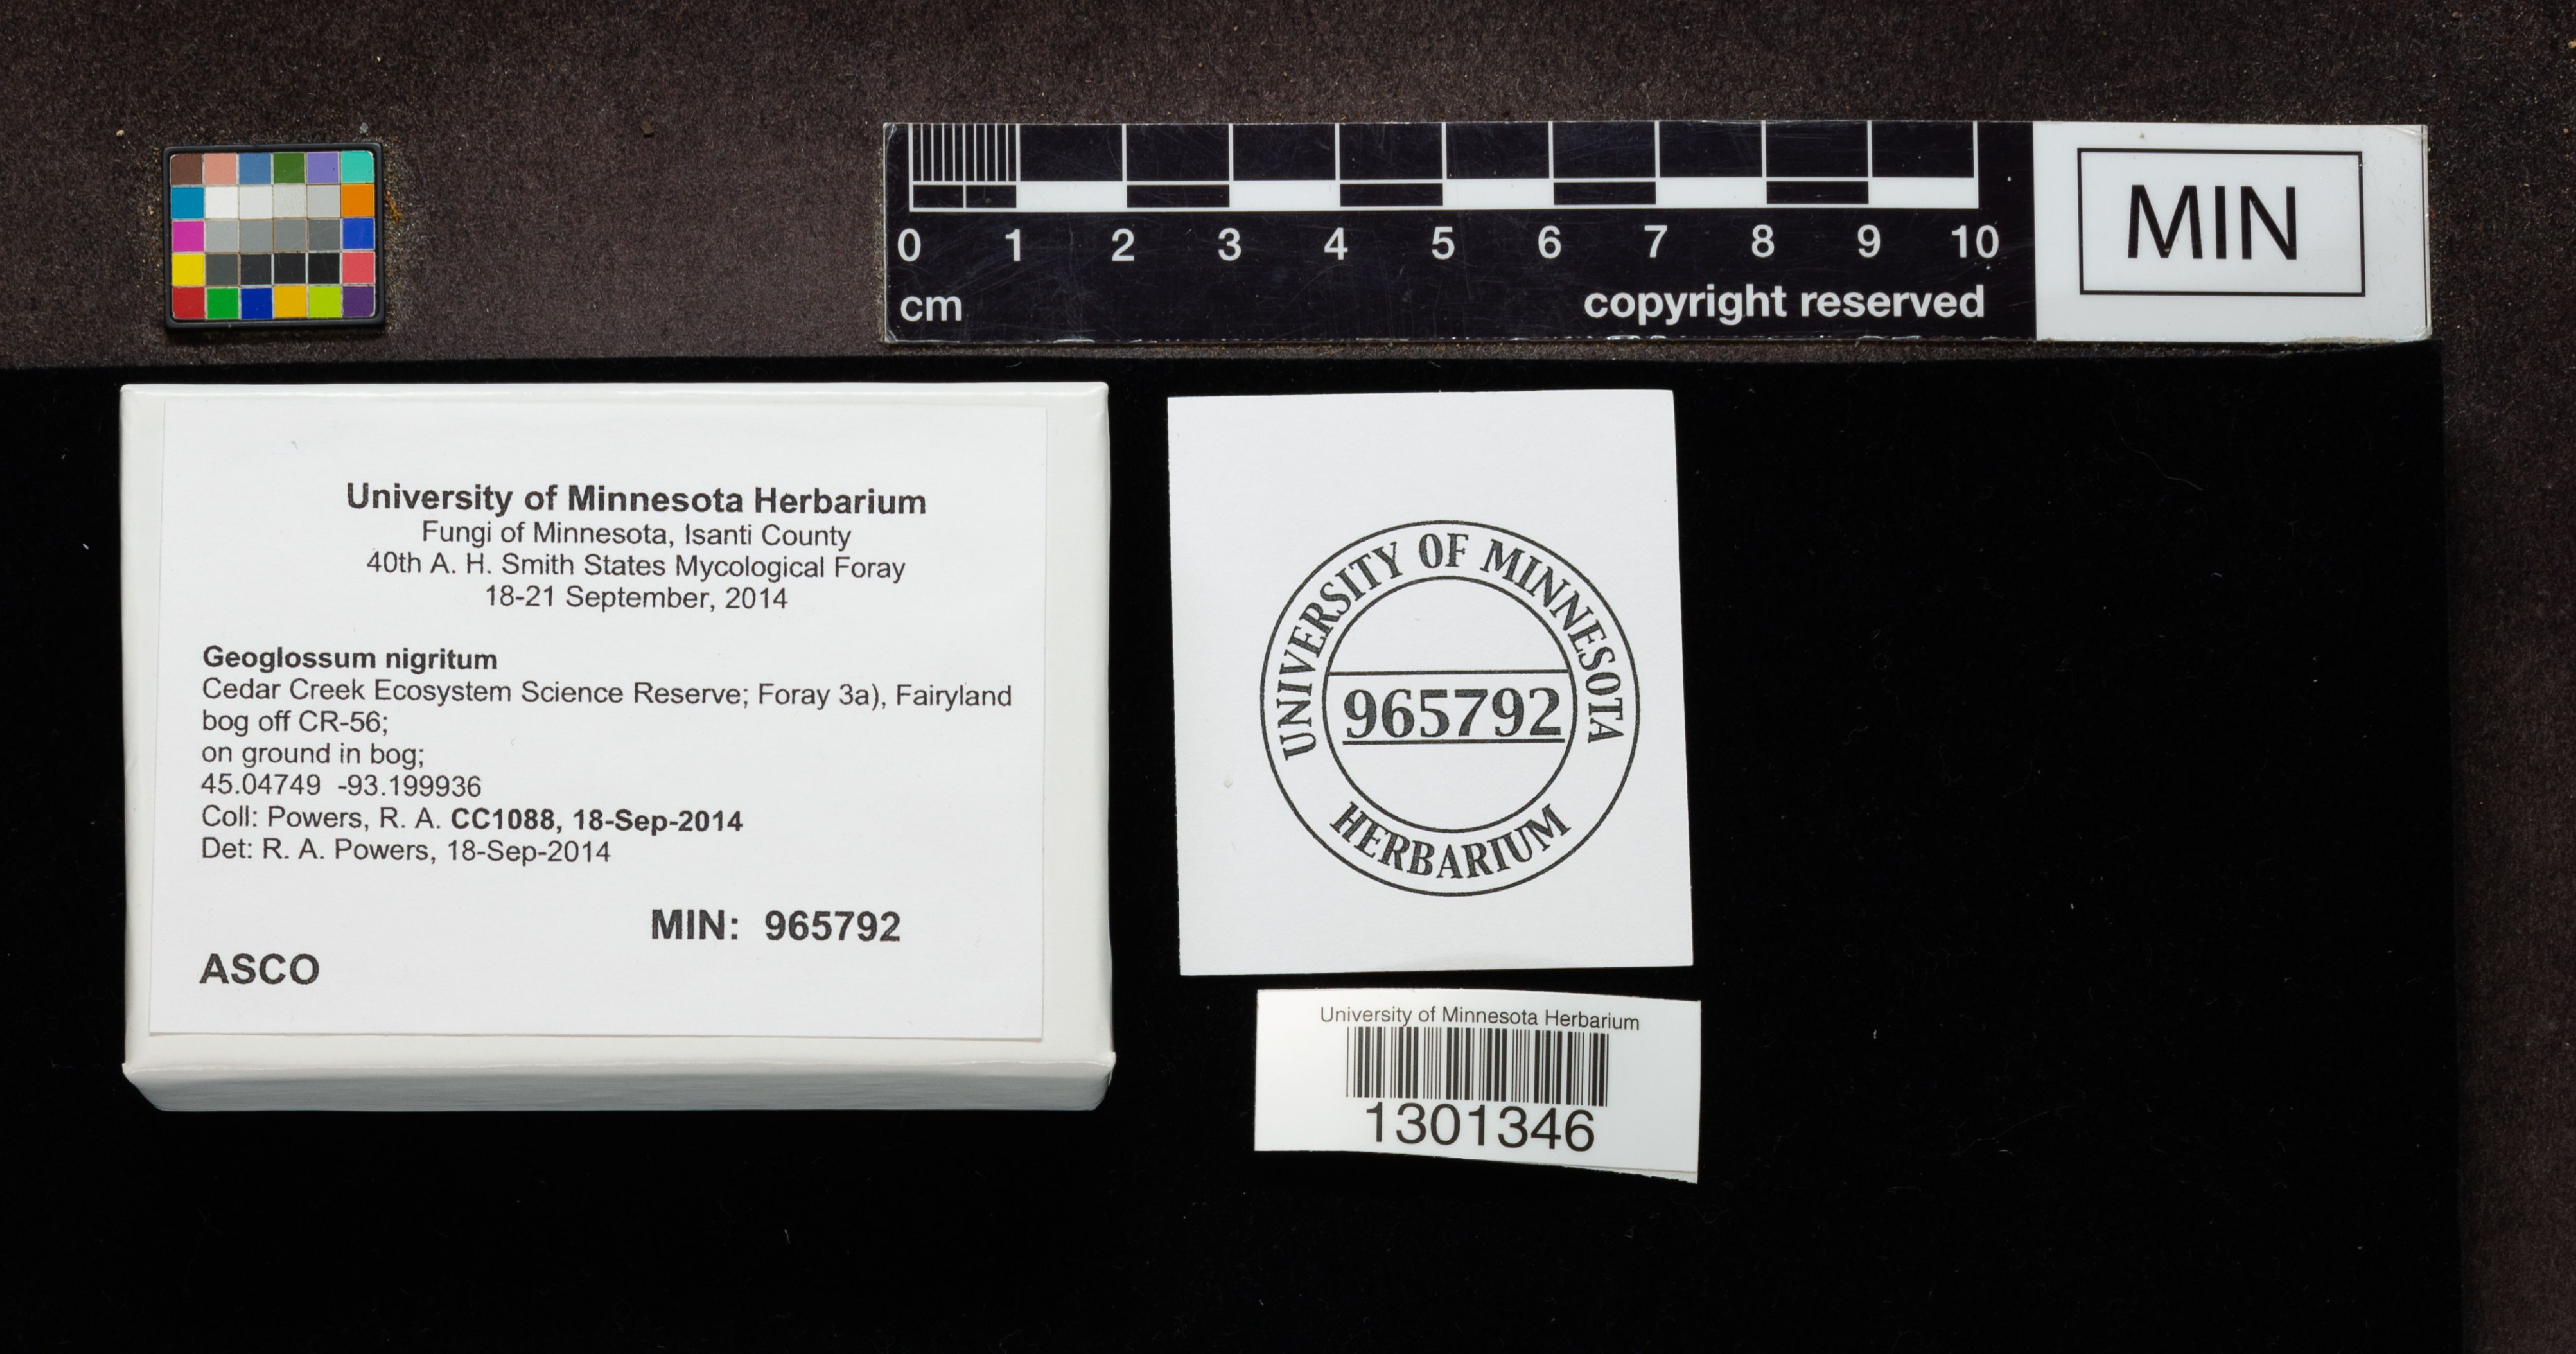 0 1 2 3 4 5 6 7 8 9 10
cm copyright reserved
MIN
University of Minnesota Herbarium
Fungi of Minnesota, Isanti County
40th A. H. Smith States Mycological Foray
18-21 September, 2014
Geoglossum nigritum
Cedar Creek Ecosystem Science Reserve; Foray 3a), Fairyland
bog off CR-56;
on ground in bog;
45.04749 -93.199936
Coll: Powers, R. A. CC1088, 18-Sep-2014
Det: R. A. Powers, 18-Sep-2014
MIN: 965792
ASCO
UNIVERSITY OF MINNESOTA
965792
HERBARIUM
University of Minnesota Herbarium
1301346